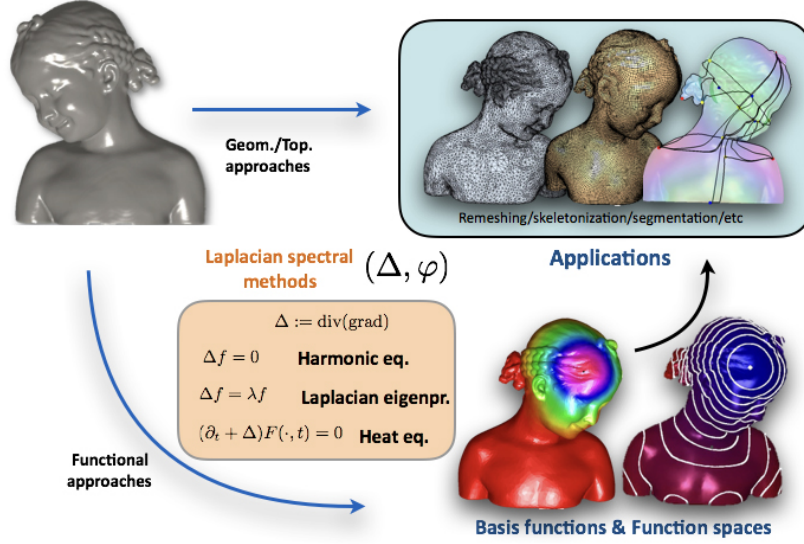 Geom./Top.
approaches
Remeshing/skeletonization/segmentation/etc
Applications
Laplacian spectral
methods
(Δ, φ)
Δ := div(grad)
Δf = 0 Harmonic eq.
Δf = λf Laplacian eigenpr.
(∂ₜ + Δ)F(·, t) = 0 Heat eq.
Functional
approaches
Basis functions & Function spaces